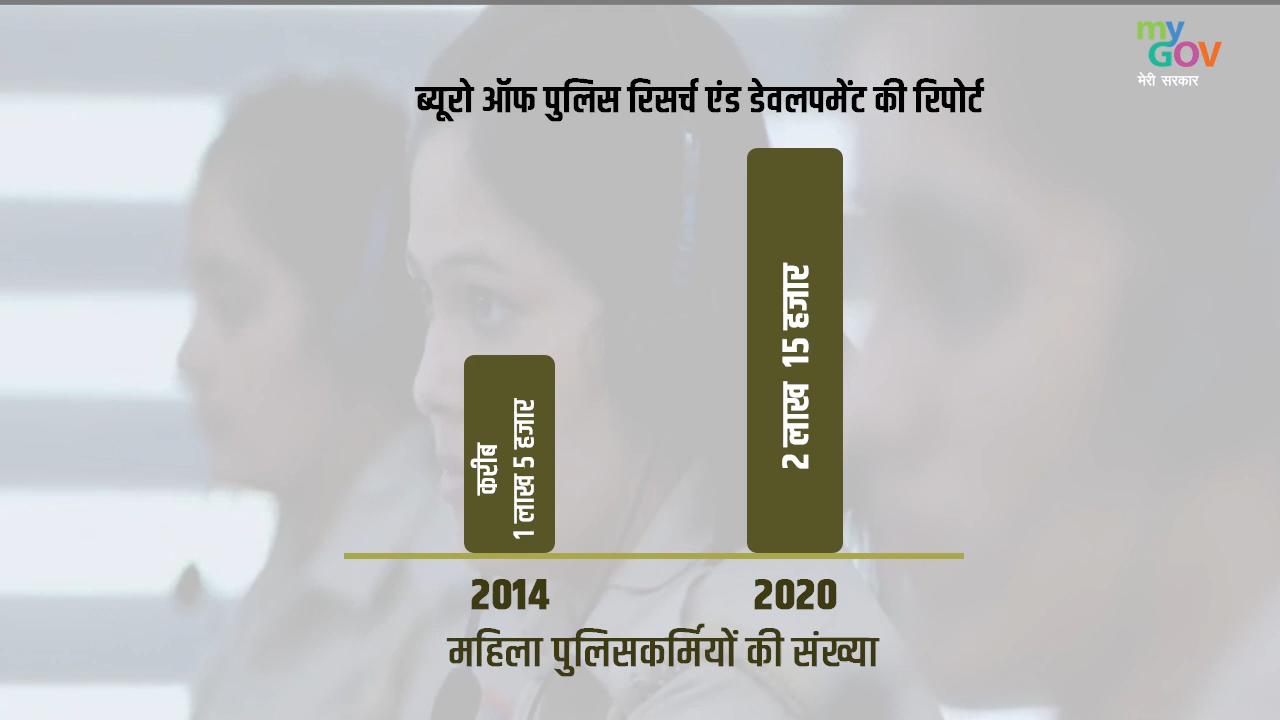 my
GOV
मेरी सरकार
ब्यूरो ऑफ पुलिस रिसर्च एंड डेवलपमेंट की रिपोर्ट
करीब
1 लाख 5 हजार
2 लाख 15 हजार
2014
2020
महिला पुलिसकर्मियों की संख्या